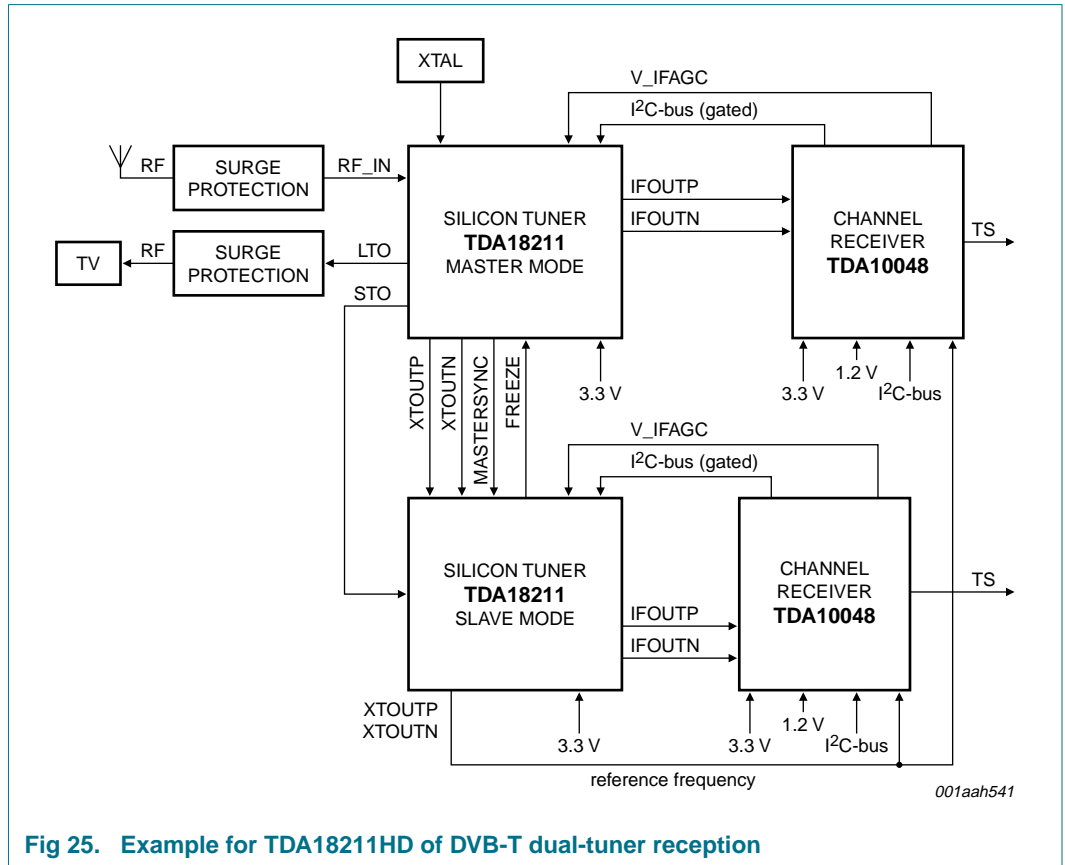 XTAL
V_IFAGC
I2C-bus (gated)
RF
SURGE
PROTECTION
RF_IN
SILICON TUNER
TDA18211
MASTER MODE
IFOUTP
IFOUTN
CHANNEL
RECEIVER
TDA10048
TS
TV
RF
SURGE
PROTECTION
LTO
STO
XTOUTP
XTOUTN
MASTERSYNC
FREEZE
3.3 V
3.3 V
1.2 V
I2C-bus
V_IFAGC
I2C-bus (gated)
SILICON TUNER
TDA18211
SLAVE MODE
IFOUTP
IFOUTN
CHANNEL
RECEIVER
TDA10048
TS
XTOUTP
XTOUTN
3.3 V
3.3 V
1.2 V
I2C-bus
reference frequency
001aah541
Fig 25. Example for TDA18211HD of DVB-T dual-tuner reception